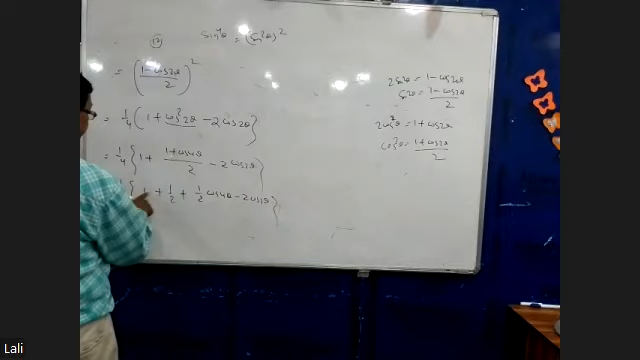 (12) sin⁴θ = (sin²θ)²
= ((1-cos2θ)/2)²
= 1/4 (1 + cos²2θ - 2cos2θ}
= 1/4 {1 + (1+cos4θ)/2 - 2cos2θ}
{1 + 1/2 + 1/2 cos4θ - 2cos2θ}
2sin²θ = 1-cos2θ
sin²θ = (1-cos2θ)/2
2cos²θ = 1+cos2θ
cos²θ = (1+cos2θ)/2
Lali